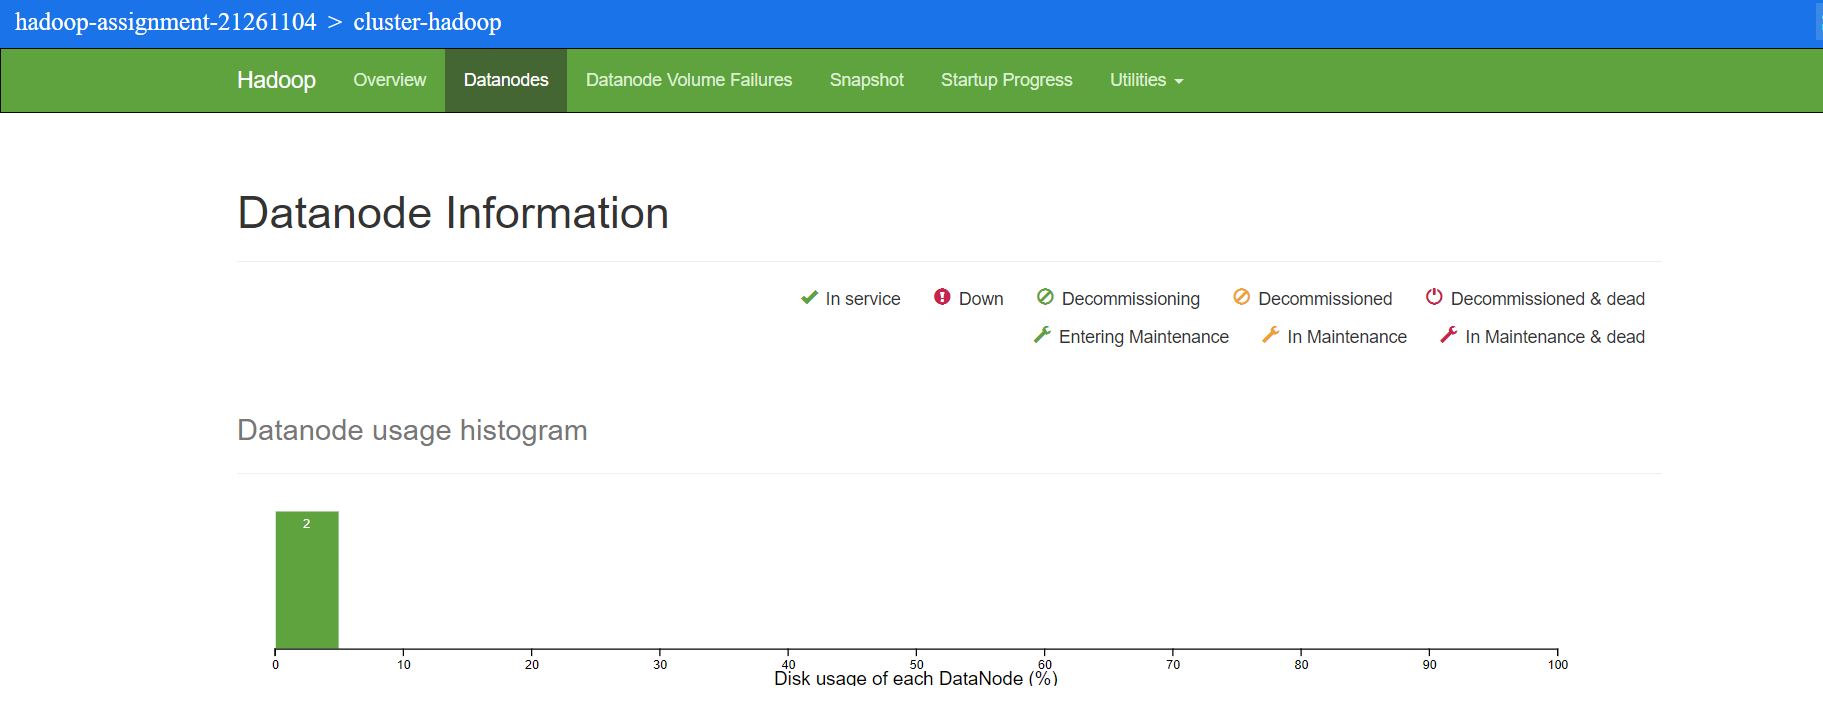 hadoop-assignment-21261104 > cluster-hadoop
Hadoop Overview Datanodes Datanode Volume Failures Snapshot Startup Progress Utilities
Datanode Information
In service Down Decommissioning Decommissioned Decommissioned & dead
Entering Maintenance In Maintenance In Maintenance & dead
Datanode usage histogram
2
0 10 20 30 40 50 60 70 80 90 100
Disk usage of each DataNode (%)